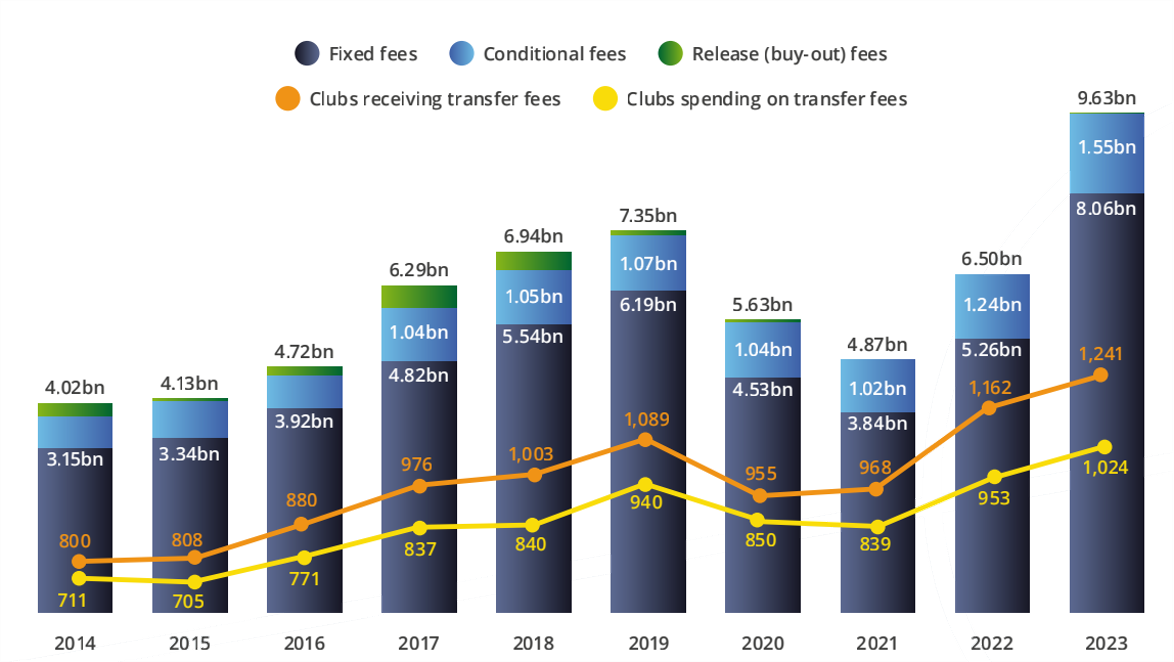 Fixed fees Conditional fees Release (buy-out) fees
Clubs receiving transfer fees Clubs spending on transfer fees
4.02bn
3.15bn
800
711
4.13bn
3.34bn
808
705
4.72bn
3.92bn
880
771
6.29bn
1.04bn
4.82bn
976
837
6.94bn
1.05bn
5.54bn
1,003
840
7.35bn
1.07bn
6.19bn
1,089
940
5.63bn
1.04bn
4.53bn
955
850
4.87bn
1.02bn
3.84bn
968
839
6.50bn
1.24bn
5.26bn
1,162
953
9.63bn
1.55bn
8.06bn
1,241
1,024
2014 2015 2016 2017 2018 2019 2020 2021 2022 2023